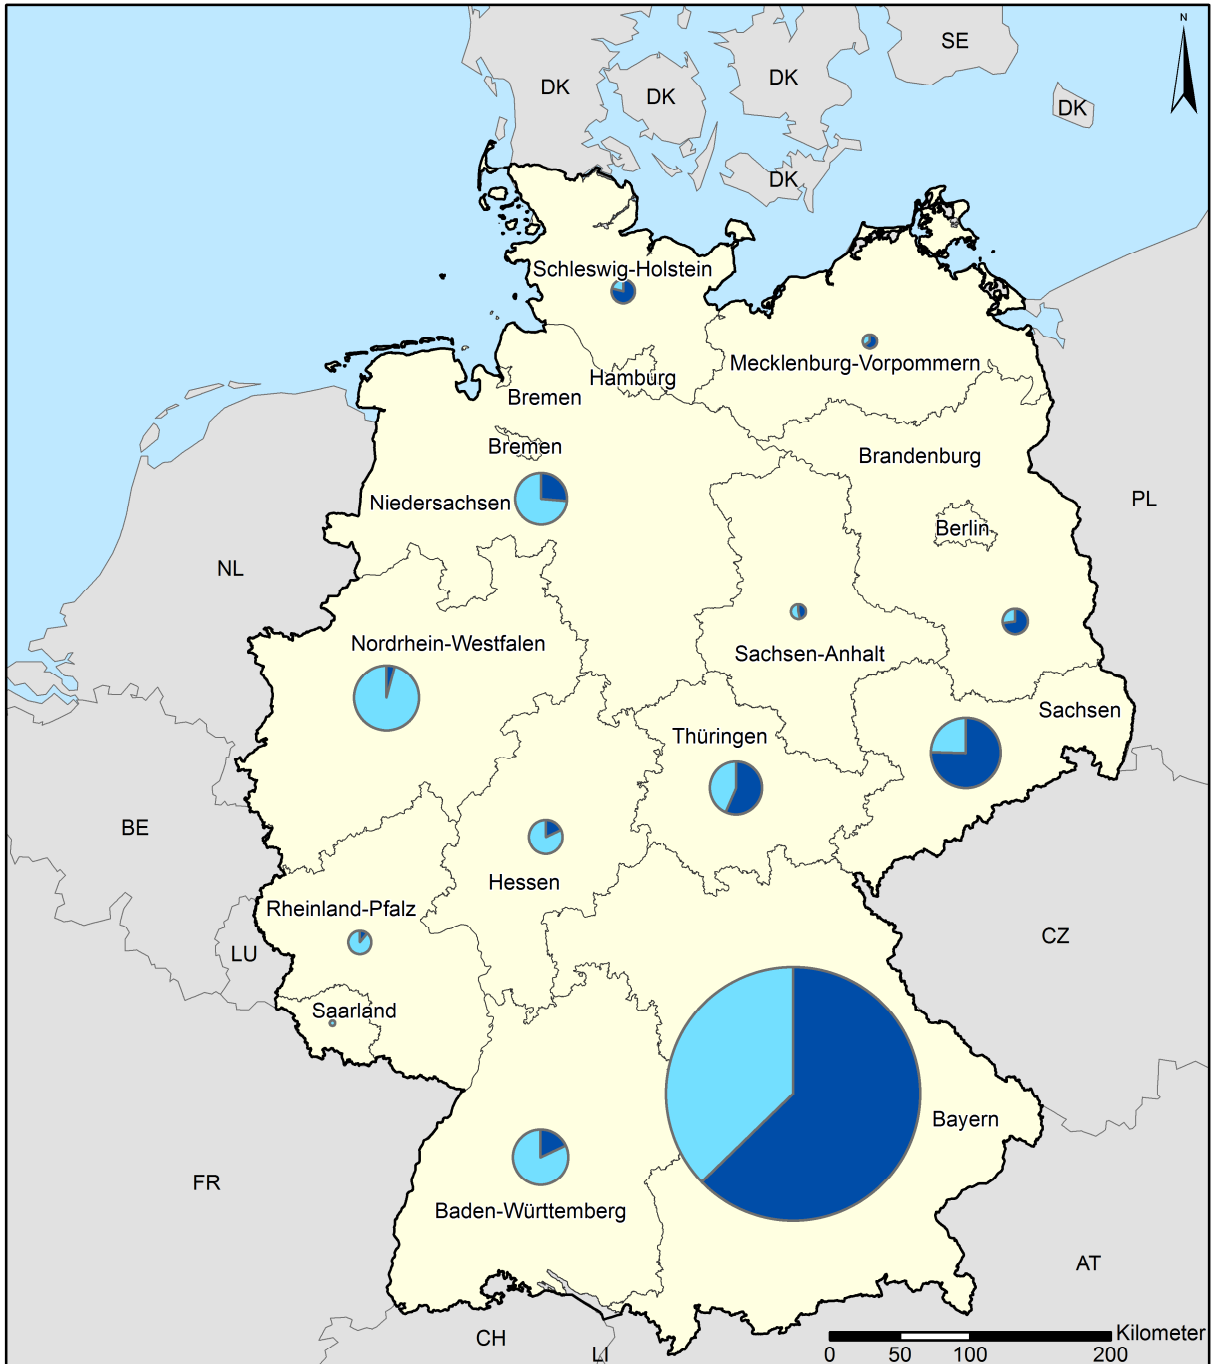 N
SE
DK
DK
DK
DK
DK
Schleswig-Holstein
Mecklenburg-Vorpommern
Hamburg
Bremen
Bremen
Brandenburg
Niedersachsen
PL
Berlin
NL
Nordrhein-Westfalen
Sachsen-Anhalt
Sachsen
Thüringen
BE
Hessen
Rheinland-Pfalz
CZ
LU
Saarland
Bayern
FR
Baden-Württemberg
AT
CH
LI
Kilometer
0 50 100 200